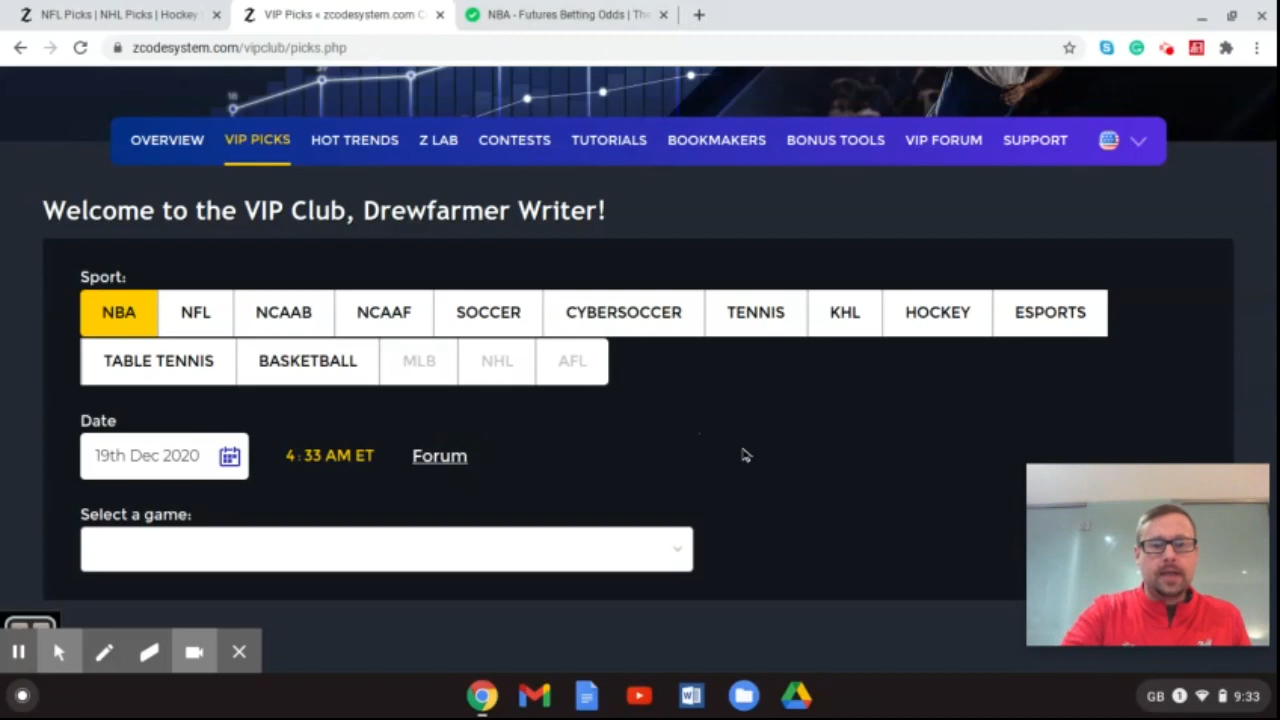 NFL Picks | NHL Picks | Hockey
VIP Picks « zcodesystem.com C
NBA - Futures Betting Odds | The
zcodesystem.com/vipclub/picks.php
OVERVIEW VIP PICKS HOT TRENDS Z LAB CONTESTS TUTORIALS BOOKMAKERS BONUS TOOLS VIP FORUM SUPPORT
Welcome to the VIP Club, Drewfarmer Writer!
Sport:
NBA NFL NCAAB NCAAF SOCCER CYBERSOCCER TENNIS KHL HOCKEY ESPORTS
TABLE TENNIS BASKETBALL MLB NHL AFL
Date
19th Dec 2020 4:33 AM ET Forum
Select a game:
GB 1 9:33